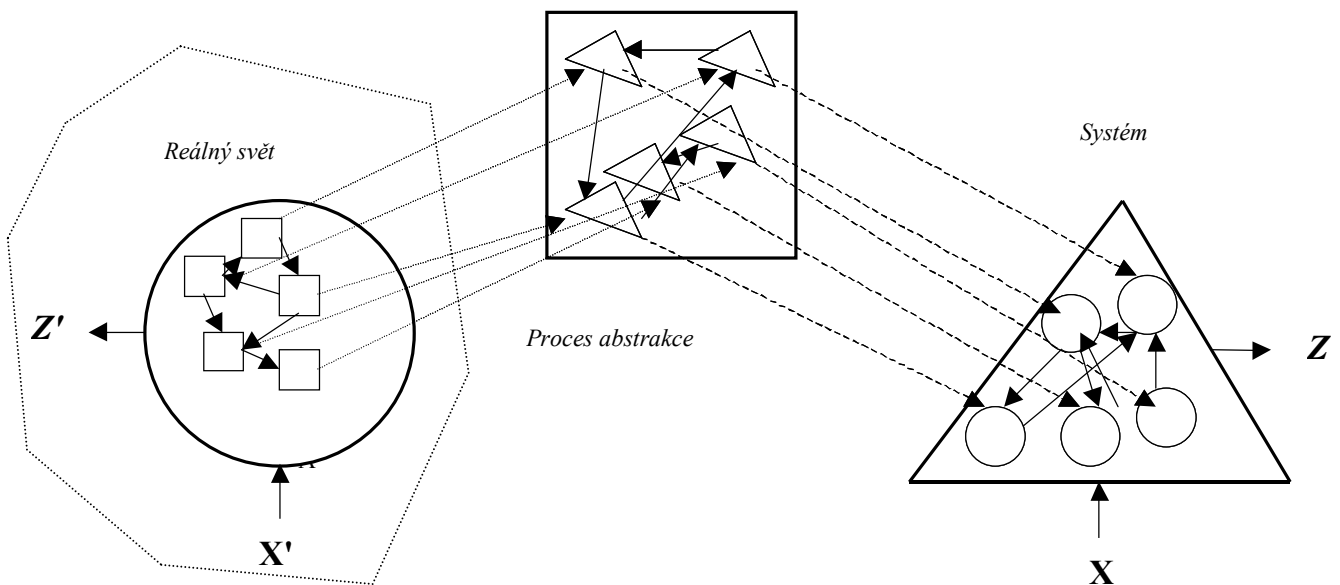 Reálný svět
Systém
Z'
Proces abstrakce
Z
X'
X